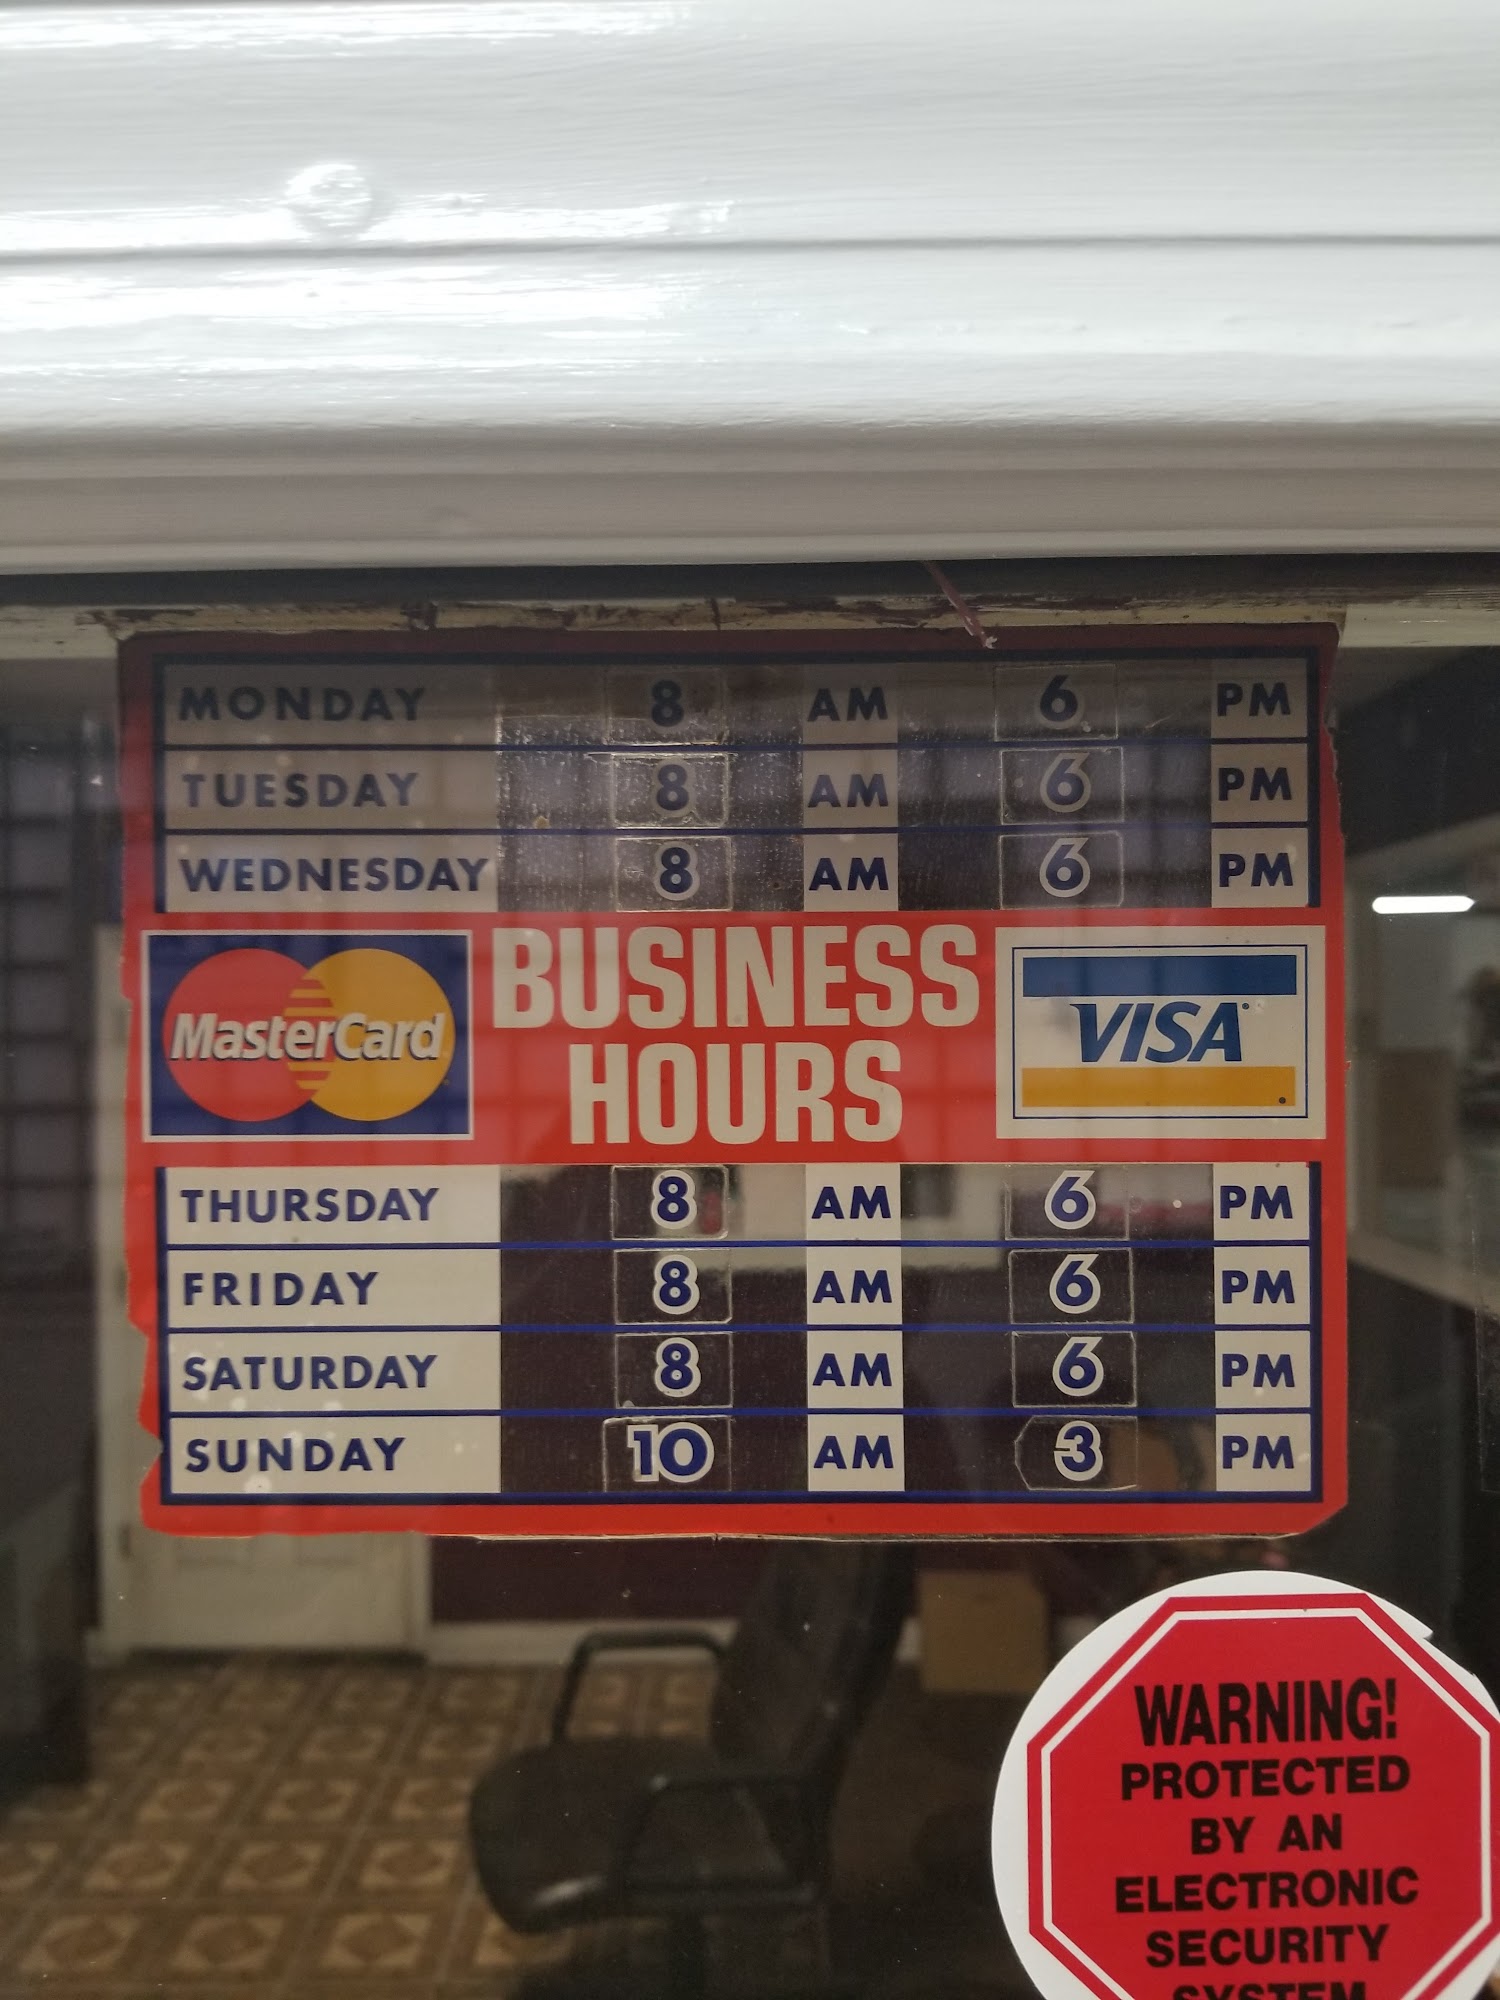 MONDAY 8 AM 6 PM
TUESDAY 8 AM 6 PM
WEDNESDAY 8 AM 6 PM
MasterCard
BUSINESS
HOURS
VISA
THURSDAY 8 AM 6 PM
FRIDAY 8 AM 6 PM
SATURDAY 8 AM 6 PM
SUNDAY 10 AM 3 PM
WARNING!
PROTECTED
BY AN
ELECTRONIC
SECURITY
SYSTEM